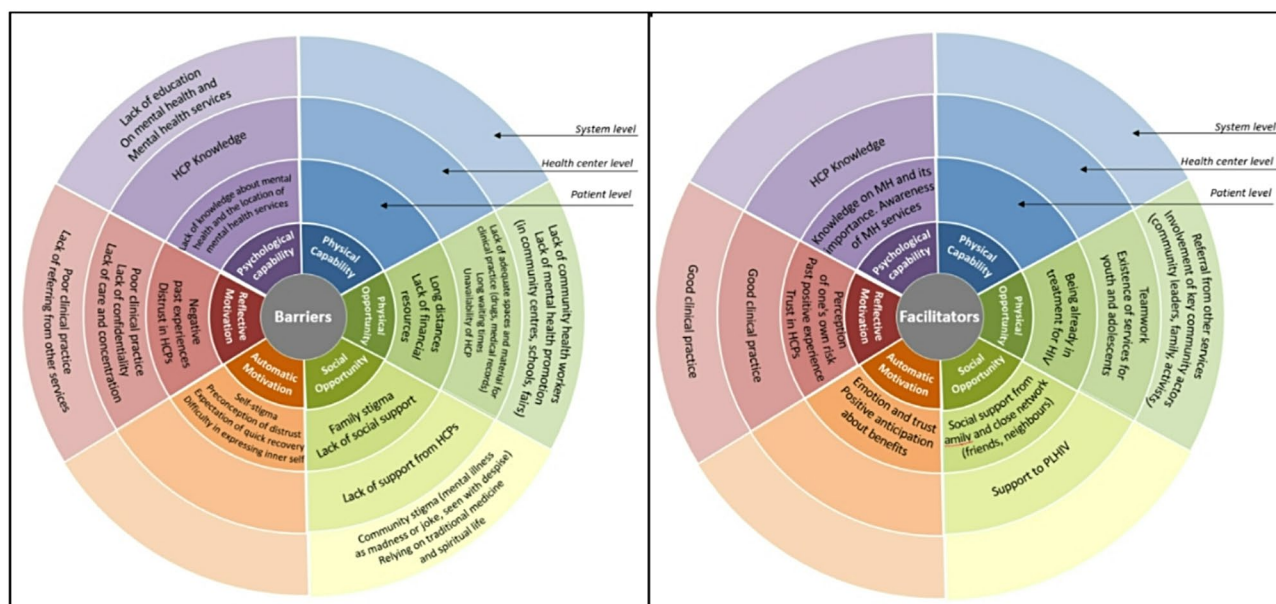 Lack of education
On mental health and
Mental health services
HCP Knowledge
Lack of knowledge about mental
health and the location of
mental health services
Psychological
capability
Physical
Capability
System level
Health center level
Patient level
Lack of community health workers
Lack of mental health promotion
(in community centres, schools, fairs)
Lack of adequate spaces and material for
clinical practice (drugs, medical records)
Long waiting times
Unavailability of HCP
Long distances
Lack of financial
resources
Physical
Opportunity
Barriers
Reflective
Motivation
Negative
past experiences
Distrust in HCPs
Poor clinical practice
Lack of confidentiality
Lack of care and concentration
Poor clinical practice
Lack of referring from other services
Automatic
Motivation
Self-stigma
Preconception of distrust
Expectation of quick recovery
Difficulty in expressing inner self
Social
Opportunity
Family stigma
Lack of social support
Lack of support from HCPs
Community stigma (mental illness
as madness or joke, seen with despise)
Relying on traditional medicine
and spiritual life
HCP Knowledge
Knowledge on MH and its
importance. Awareness
of MH services
Psychological
capability
Physical
Capability
System level
Health center level
Patient level
Referral from other services
Involvement of key community actors
(community leaders, family, activists)
Teamwork
Existence of services for
youth and adolescents
Being already in
treatment for HIV
Physical
Opportunity
Facilitators
Reflective
Motivation
Perception
of one's own risk
Past positive experience
Trust in HCPs
Good clinical practice
Good clinical practice
Automatic
Motivation
Emotion and trust
Positive anticipation
about benefits
Social
Opportunity
Social support from
amily and close network
(friends, neighbours)
Support to PLHIV